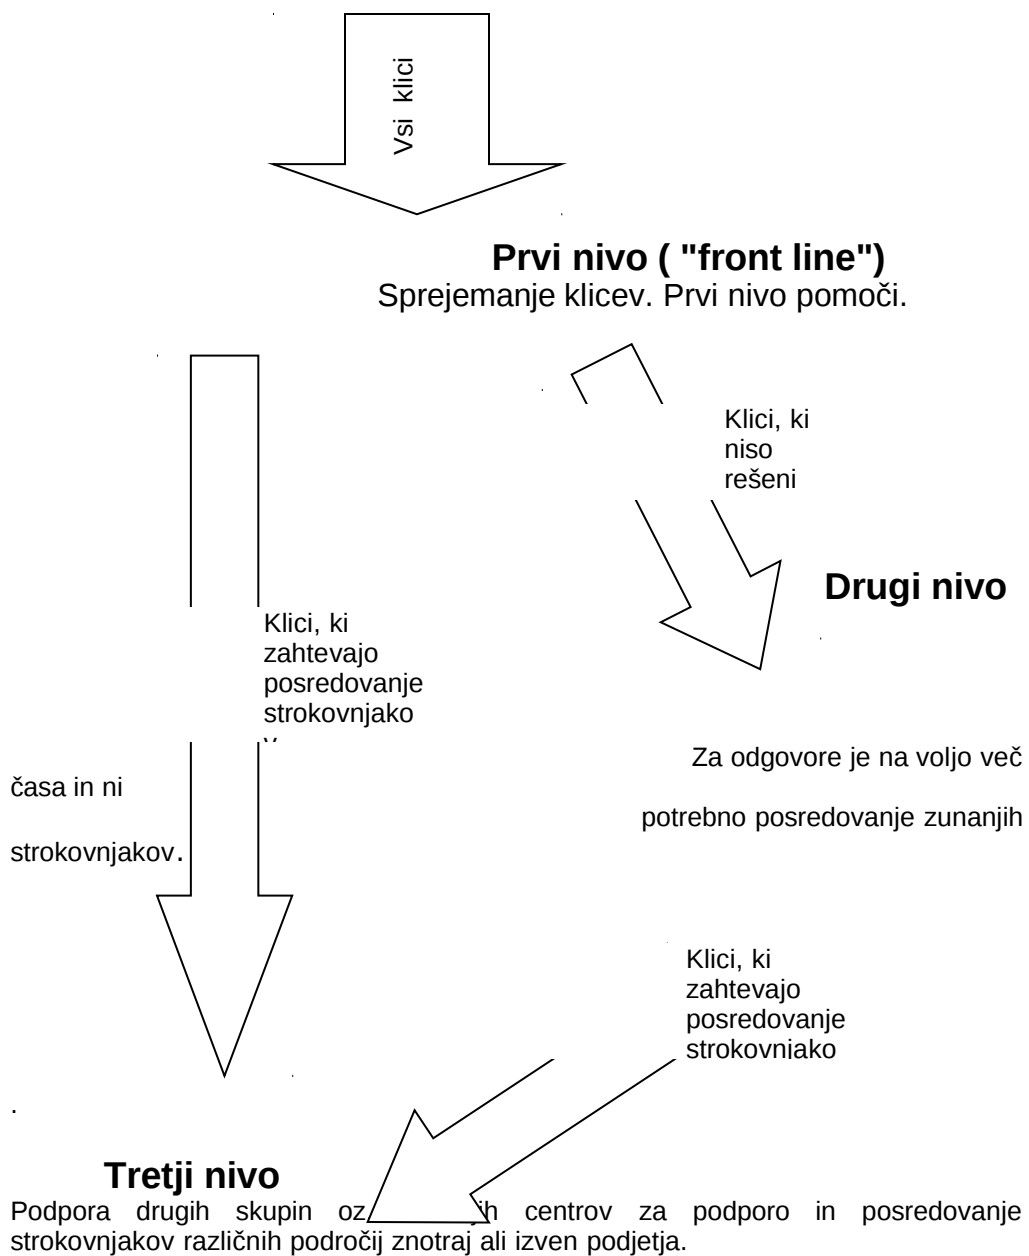 Vsi klici
Prvi nivo ( "front line")
Sprejemanje klicev. Prvi nivo pomoči.
Klici, ki
niso
rešeni
Drugi nivo
Klici, ki
zahtevajo
posredovanje
strokovnjako
Za odgovore je na voljo več
časa in ni
potrebno posredovanje zunanjih
strokovnjakov.
Klici, ki
zahtevajo
posredovanje
strokovnjako
.
Tretji nivo
Podpora drugih skupin oz centrov za podporo in posredovanje
strokovnjakov različnih področij znotraj ali izven podjetja.